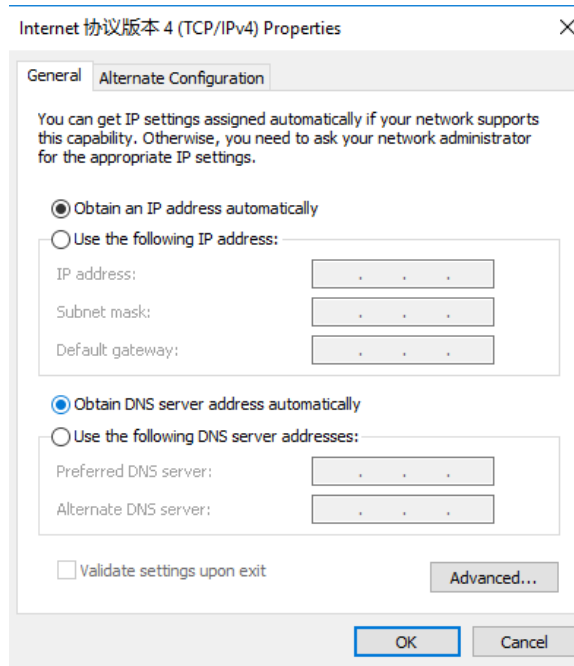 Internet 协议版本 4 (TCP/IPv4) Properties
General
Alternate Configuration
You can get IP settings assigned automatically if your network supports
this capability. Otherwise, you need to ask your network administrator
for the appropriate IP settings.
Obtain an IP address automatically
Use the following IP address:
IP address:
Subnet mask:
Default gateway:
Obtain DNS server address automatically
Use the following DNS server addresses:
Preferred DNS server:
Alternate DNS server:
Validate settings upon exit
Advanced...
OK
Cancel